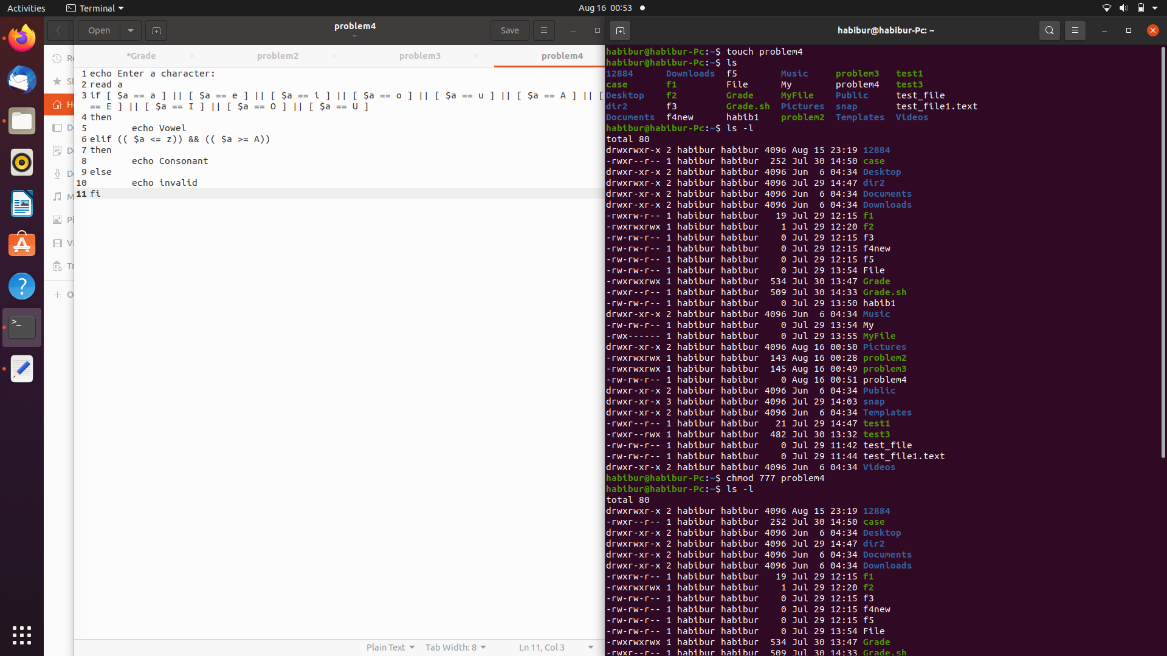 Activities
Terminal
Aug 16 00:53
Open
problem4
Save
habibur@habibur-Pc: ~
*Grade
problem2
problem3
problem4
1 echo Enter a character:
2 read a
3 if [ $a == a ] || [ $a == e ] || [ $a == i ] || [ $a == o ] || [ $a == u ] || [ $a == A ] || [
== E ] || [ $a == I ] || [ $a == O ] || [ $a == U ]
4 then
5 echo Vowel
6 elif (( $a <= z)) && (( $a >= A))
7 then
8 echo Consonant
9 else
10 echo invalid
11 fi
Plain Text
Tab Width: 8
Ln 11, Col 3
habibur@habibur-Pc:~$ touch problem4
habibur@habibur-Pc:~$ ls
12884 Downloads f5 Music problem3 test1
case f1 File My problem4 test3
Desktop f2 Grade MyFile Public test_file
dir2 f3 Grade.sh Pictures snap test_file1.text
Documents f4new habib1 problem2 Templates Videos
habibur@habibur-Pc:~$ ls -l
total 80
drwxrwxr-x 2 habibur habibur 4096 Aug 15 23:19 12884
-rwxr--r-- 1 habibur habibur 252 Jul 30 14:50 case
drwxr-xr-x 2 habibur habibur 4096 Jun 6 04:34 Desktop
drwxrwxr-x 2 habibur habibur 4096 Jul 29 14:47 dir2
drwxr-xr-x 2 habibur habibur 4096 Jun 6 04:34 Documents
drwxr-xr-x 2 habibur habibur 4096 Jun 6 04:34 Downloads
-rwxrw-r-- 1 habibur habibur 19 Jul 29 12:15 f1
-rwxrwxrwx 1 habibur habibur 1 Jul 29 12:20 f2
-rw-rw-r-- 1 habibur habibur 0 Jul 29 12:15 f3
-rw-rw-r-- 1 habibur habibur 0 Jul 29 12:15 f4new
-rw-rw-r-- 1 habibur habibur 0 Jul 29 12:15 f5
-rw-rw-r-- 1 habibur habibur 0 Jul 29 13:54 File
-rwxrwxrwx 1 habibur habibur 534 Jul 30 13:47 Grade
-rwxr--r-- 1 habibur habibur 509 Jul 30 14:33 Grade.sh
-rw-rw-r-- 1 habibur habibur 0 Jul 29 13:50 habib1
drwxr-xr-x 2 habibur habibur 4096 Jun 6 04:34 Music
-rw-rw-r-- 1 habibur habibur 0 Jul 29 13:54 My
-rwx------ 1 habibur habibur 0 Jul 29 13:55 MyFile
drwxr-xr-x 2 habibur habibur 4096 Aug 16 00:50 Pictures
-rwxrwxrwx 1 habibur habibur 143 Aug 16 00:28 problem2
-rwxrwxrwx 1 habibur habibur 145 Aug 16 00:49 problem3
-rw-rw-r-- 1 habibur habibur 0 Aug 16 00:51 problem4
drwxr-xr-x 2 habibur habibur 4096 Jun 6 04:34 Public
drwxr-xr-x 3 habibur habibur 4096 Jul 29 14:03 snap
drwxr-xr-x 2 habibur habibur 4096 Jun 6 04:34 Templates
-rwxr--r-- 1 habibur habibur 21 Jul 29 14:47 test1
-rwxr--rwx 1 habibur habibur 482 Jul 30 13:32 test3
-rw-rw-r-- 1 habibur habibur 0 Jul 29 11:42 test_file
-rw-rw-r-- 1 habibur habibur 0 Jul 29 11:44 test_file1.text
drwxr-xr-x 2 habibur habibur 4096 Jun 6 04:34 Videos
habibur@habibur-Pc:~$ chmod 777 problem4
habibur@habibur-Pc:~$ ls -l
total 80
drwxrwxr-x 2 habibur habibur 4096 Aug 15 23:19 12884
-rwxr--r-- 1 habibur habibur 252 Jul 30 14:50 case
drwxr-xr-x 2 habibur habibur 4096 Jun 6 04:34 Desktop
drwxrwxr-x 2 habibur habibur 4096 Jul 29 14:47 dir2
drwxr-xr-x 2 habibur habibur 4096 Jun 6 04:34 Documents
drwxr-xr-x 2 habibur habibur 4096 Jun 6 04:34 Downloads
-rwxrw-r-- 1 habibur habibur 19 Jul 29 12:15 f1
-rwxrwxrwx 1 habibur habibur 1 Jul 29 12:20 f2
-rw-rw-r-- 1 habibur habibur 0 Jul 29 12:15 f3
-rw-rw-r-- 1 habibur habibur 0 Jul 29 12:15 f4new
-rw-rw-r-- 1 habibur habibur 0 Jul 29 12:15 f5
-rw-rw-r-- 1 habibur habibur 0 Jul 29 13:54 File
-rwxrwxrwx 1 habibur habibur 534 Jul 30 13:47 Grade
-rwxr--r-- 1 habibur habibur 509 Jul 30 14:33 Grade.sh